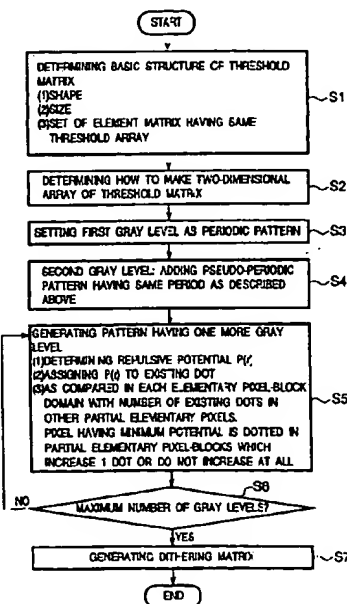 START
DETERMINING BASIC STRUCTURE OF THRESHOLD
MATRIX
(1)SHAPE
(2)SIZE
(3)SET OF ELEMENT MATRIX HAVING SAME
THRESHOLD ARRAY
S1
DETERMINING HOW TO MAKE TWO-DIMENSIONAL
ARRAY OF THRESHOLD MATRIX
S2
SETTING FIRST GRAY LEVEL AS PERIODIC PATTERN
S3
SECOND GRAY LEVEL: ADDING PSEUDO-PERIODIC
PATTERN HAVING SAME PERIOD AS DESCRIBED
ABOVE
S4
GENERATING PATTERN HAVING ONE MORE GRAY
LEVEL
(1)DETERMINING REPULSIVE POTENTIAL P(r)
(2)ASSIGNING P(r) TO EXISTING DOT
(3)AS COMPARED IN EACH ELEMENTARY PIXEL-BLOCK
DOMAIN WITH NUMBER OF EXISTING DOTS IN
OTHER PARTIAL ELEMENTARY PIXELS.
PIXEL HAVING MINIMUM POTENTIAL IS DOTTED IN
PARTIAL ELEMENTARY PIXEL-BLOCKS WHICH
INCREASE 1 DOT OR DO NOT INCREASE AT ALL
S5
S6
NO
MAXIMUM NUMBER OF GRAY LEVELS?
YES
GENERATING DITHERING MATRIX
S7
END